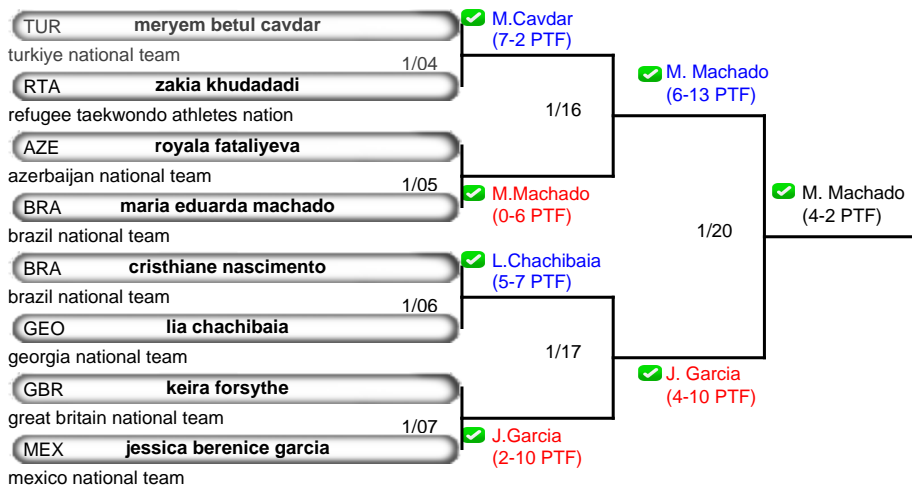 TUR meryem betul cavdar
turkiye national team
1/04
RTA zakia khudadadi
refugee taekwondo athletes nation
M.Cavdar
(7-2 PTF)
AZE royala fataliyeva
azerbaijan national team
1/05
BRA maria eduarda machado
brazil national team
M.Machado
(0-6 PTF)
1/16
M. Machado
(6-13 PTF)
BRA cristhiane nascimento
brazil national team
1/06
GEO lia chachibaia
georgia national team
L.Chachibaia
(5-7 PTF)
GBR keira forsythe
great britain national team
1/07
MEX jessica berenice garcia
mexico national team
J.Garcia
(2-10 PTF)
1/17
J. Garcia
(4-10 PTF)
1/20
M. Machado
(4-2 PTF)